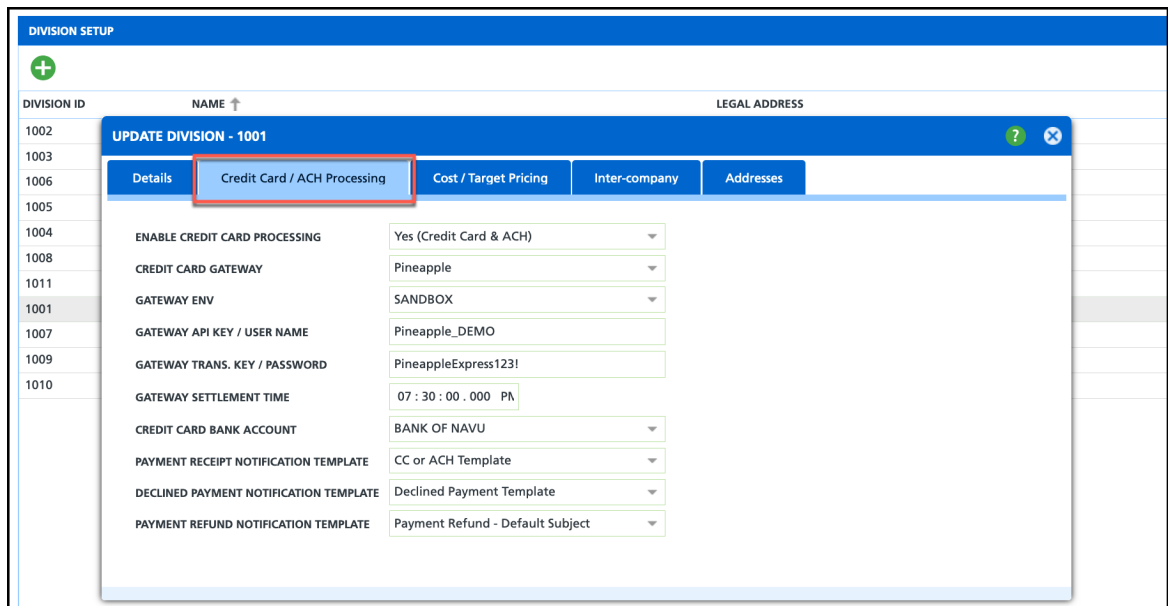 DIVISION SETUP
DIVISION ID NAME LEGAL ADDRESS
1002
1003
1006
1005
1004
1008
1011
1001
1007
1009
1010
UPDATE DIVISION - 1001 ?
Details Credit Card / ACH Processing Cost / Target Pricing Inter-company Addresses
ENABLE CREDIT CARD PROCESSING Yes (Credit Card & ACH)
CREDIT CARD GATEWAY Pineapple
GATEWAY ENV SANDBOX
GATEWAY API KEY / USER NAME Pineapple_DEMO
GATEWAY TRANS. KEY / PASSWORD PineappleExpress123!
GATEWAY SETTLEMENT TIME 07 : 30 : 00 . 000
CREDIT CARD BANK ACCOUNT BANK OF NAVU
PAYMENT RECEIPT NOTIFICATION TEMPLATE CC or ACH Template
DECLINED PAYMENT NOTIFICATION TEMPLATE Declined Payment Template
PAYMENT REFUND NOTIFICATION TEMPLATE Payment Refund - Default Subject